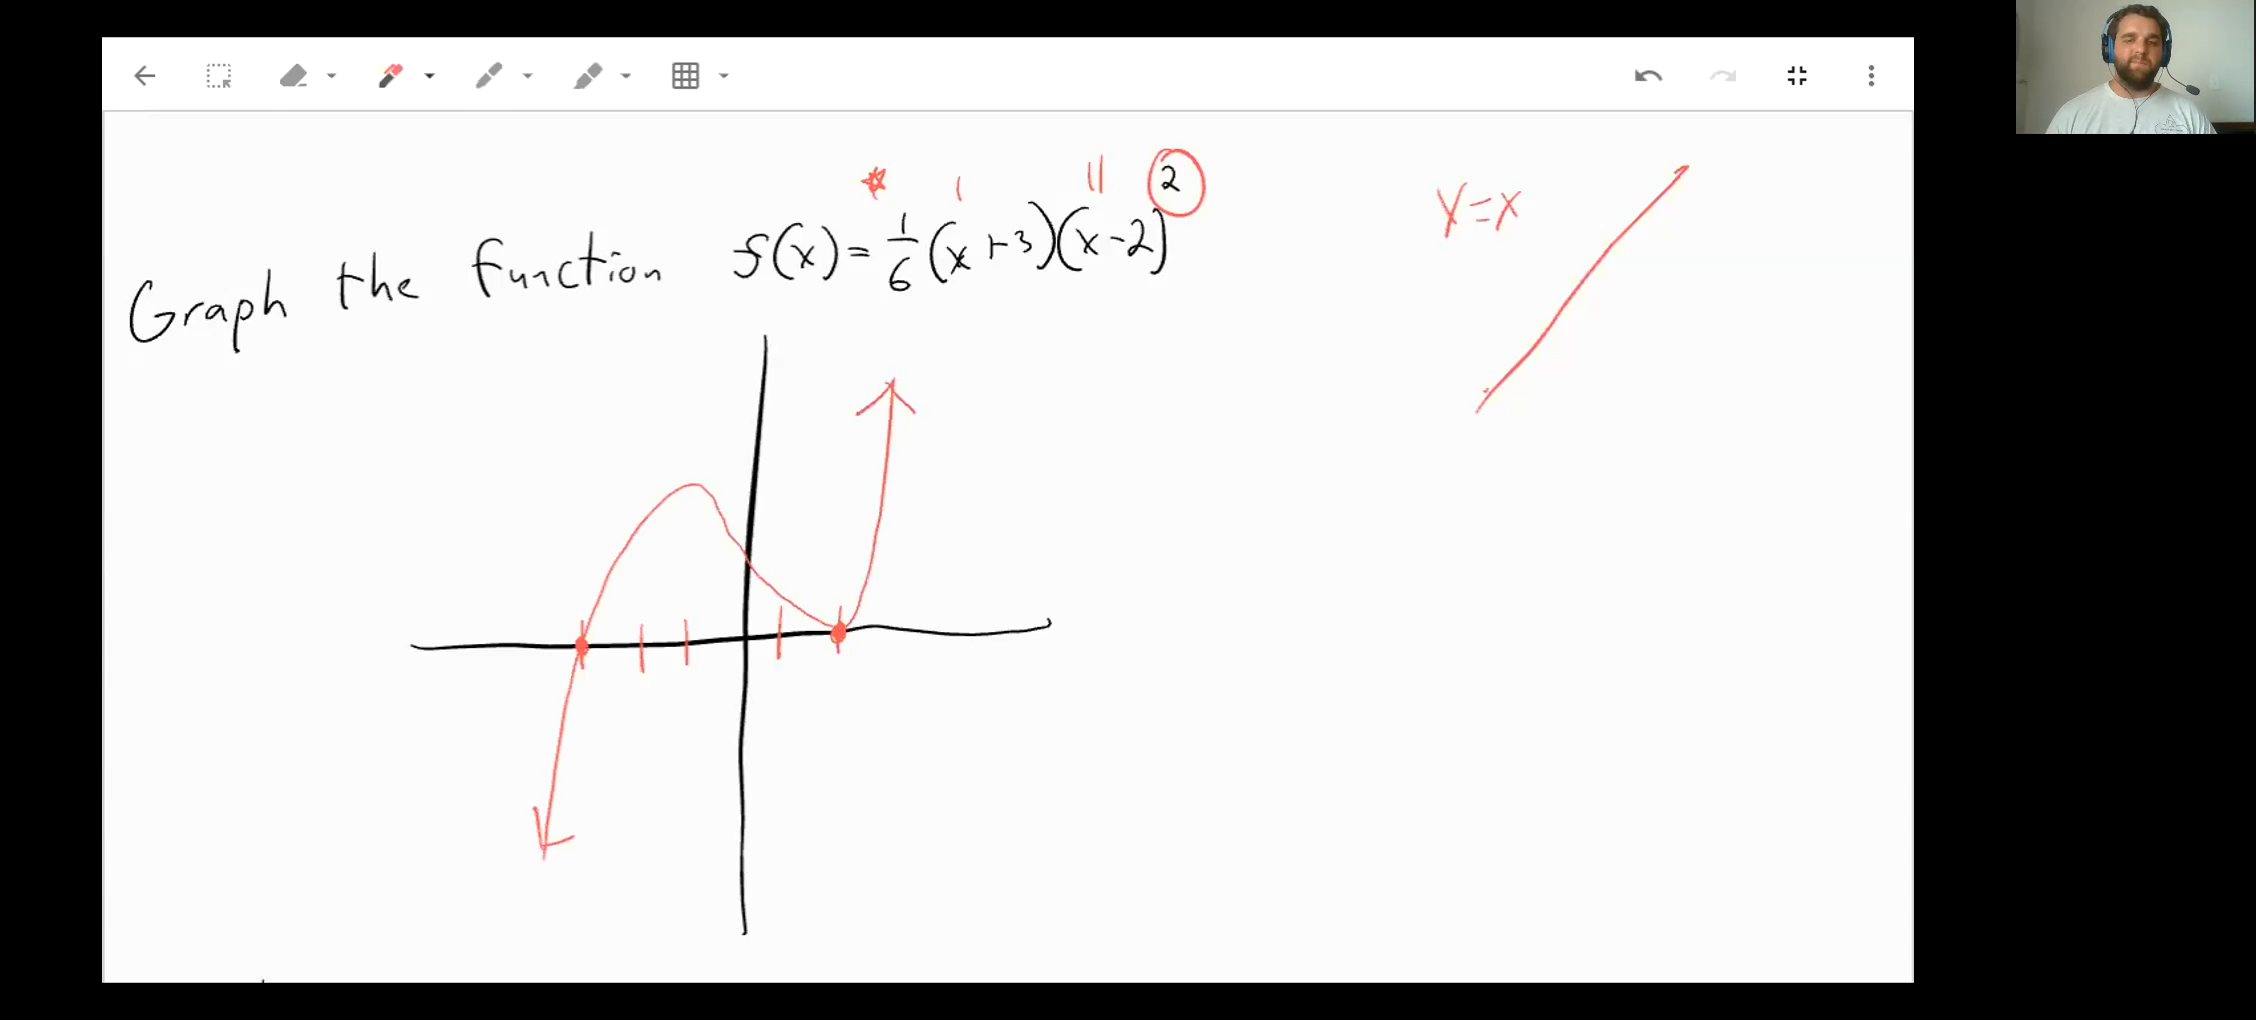 Graph the function f(x) = 1/6 (x+3)(x-2)^2
y = x